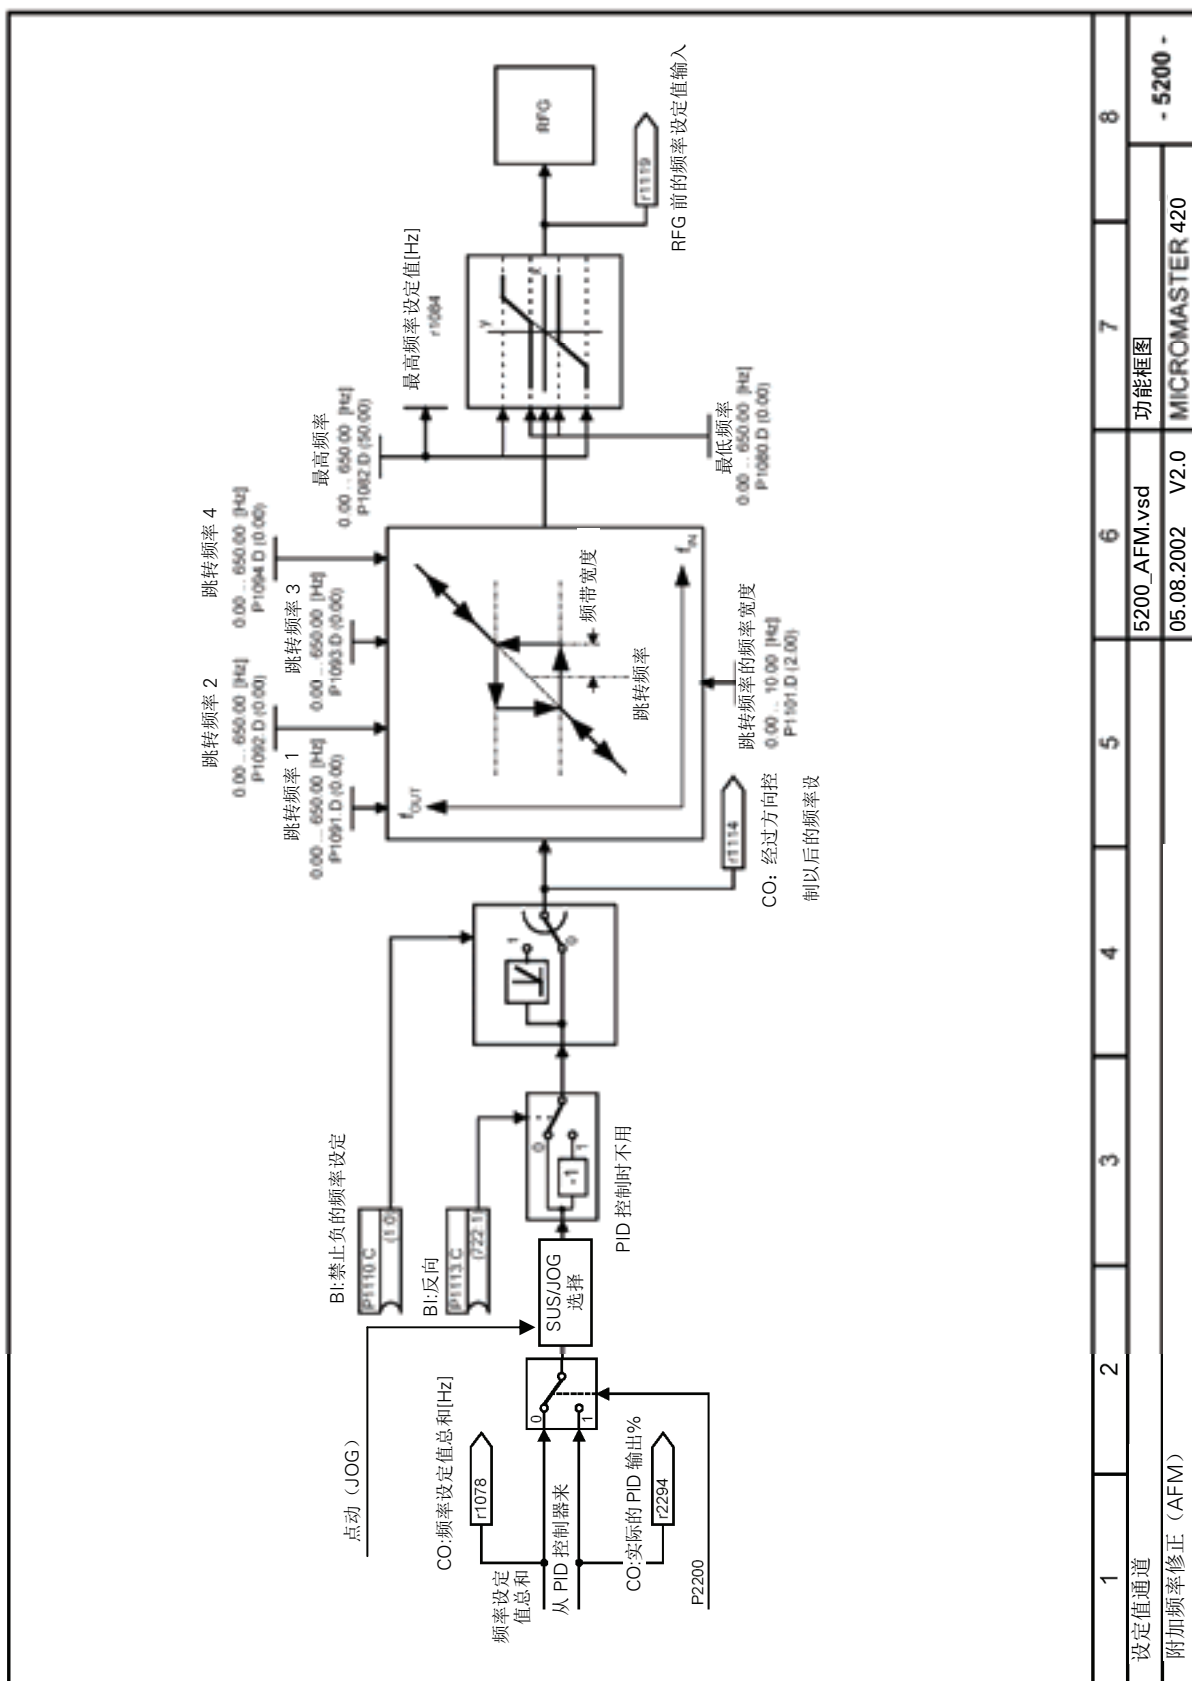 点动（JOG）
CO:频率设定值总和[Hz]
r1078
频率设定
值总和
从 PID 控制器来
CO:实际的 PID 输出%
r2294
P2200
0
1
SUS/JOG
选择
BI:禁止负的频率设定
P1110.C
(1:0)
BI:反向
P1113.C
(722:1)
0
1
-1
PID 控制时不用
1
0
r1114
CO：经过方向控
制以后的频率设
跳转频率 1
0.00 ... 650.00 [Hz]
P1091.D (0.00)
跳转频率 2
0.00 ... 650.00 [Hz]
P1092.D (0.00)
跳转频率 3
0.00 ... 650.00 [Hz]
P1093.D (0.00)
跳转频率 4
0.00 ... 650.00 [Hz]
P1094.D (0.00)
fOUT
fIN
频带宽度
跳转频率
跳转频率的频率宽度
0.00 ... 10.00 [Hz]
P1101.D (2.00)
最高频率
0.00 ... 650.00 [Hz]
P1082.D (50.00)
最高频率设定值[Hz]
r1084
y
x
最低频率
0.00 ... 650.00 [Hz]
P1080.D (0.00)
RFG
r1119
RFG 前的频率设定值输入
1 2 3 4 5 6 7 8
设定值通道 5200_AFM.vsd 功能框图 - 5200 -
附加频率修正（AFM） 05.08.2002 V2.0 MICROMASTER 420